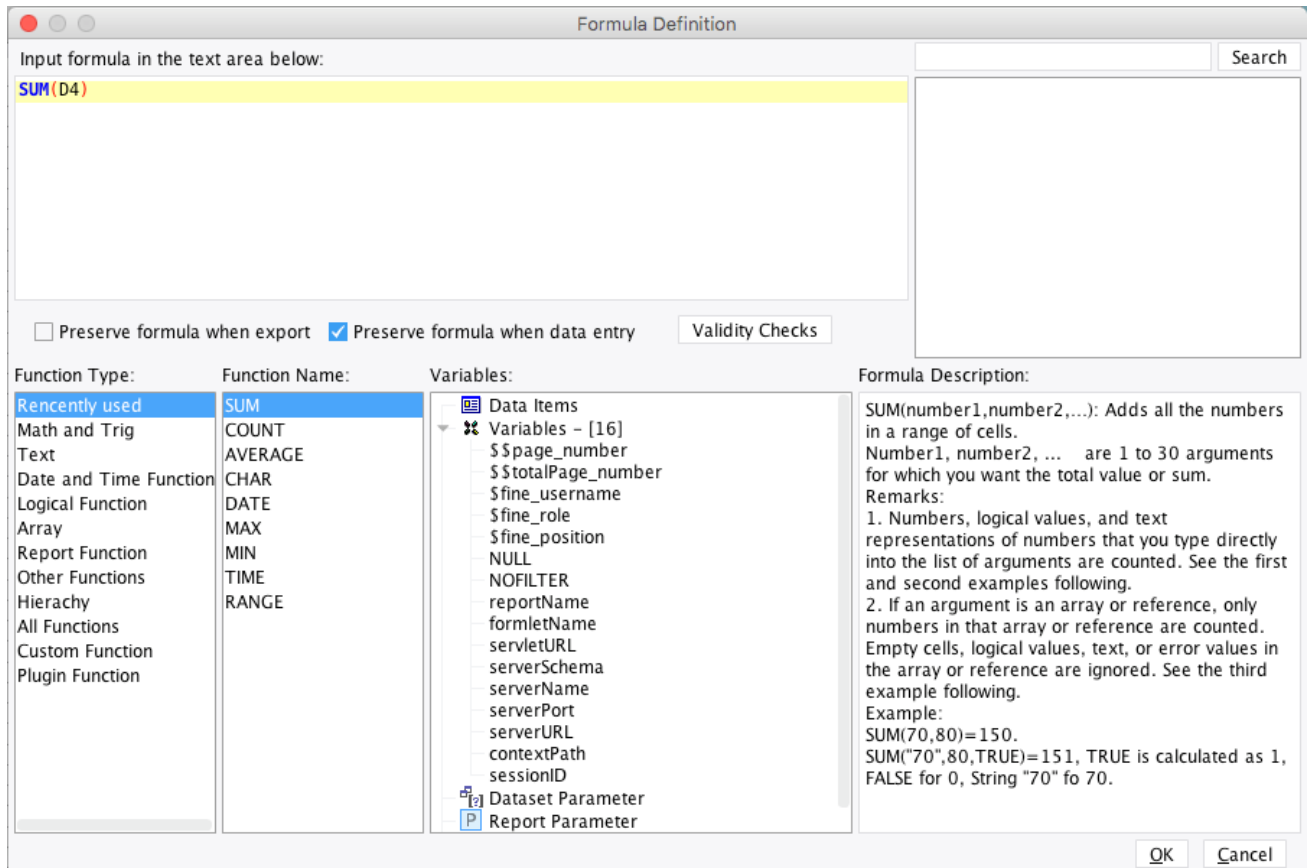 Formula Definition
Input formula in the text area below:
Search
SUM(D4)
Preserve formula when export
Preserve formula when data entry
Validity Checks
Function Type:
Rencently used
Math and Trig
Text
Date and Time Function
Logical Function
Array
Report Function
Other Functions
Hierachy
All Functions
Custom Function
Plugin Function
Function Name:
SUM
COUNT
AVERAGE
CHAR
DATE
MAX
MIN
TIME
RANGE
Variables:
Data Items
Variables – [16]
$$page_number
$$totalPage_number
$fine_username
$fine_role
$fine_position
NULL
NOFILTER
reportName
formletName
servletURL
serverSchema
serverName
serverPort
serverURL
contextPath
sessionID
[?] Dataset Parameter
P Report Parameter
Formula Description:
SUM(number1,number2,...): Adds all the numbers
in a range of cells.
Number1, number2, ... are 1 to 30 arguments
for which you want the total value or sum.
Remarks:
1. Numbers, logical values, and text
representations of numbers that you type directly
into the list of arguments are counted. See the first
and second examples following.
2. If an argument is an array or reference, only
numbers in that array or reference are counted.
Empty cells, logical values, text, or error values in
the array or reference are ignored. See the third
example following.
Example:
SUM(70,80)=150.
SUM("70",80,TRUE)=151, TRUE is calculated as 1,
FALSE for 0, String "70" fo 70.
OK
Cancel